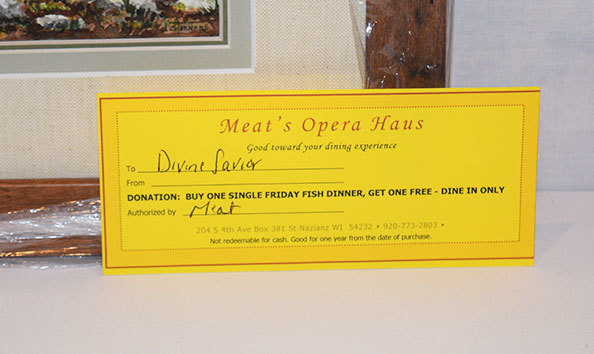 Meat's Opera Haus
Good toward your dining experience
To Divine Savior
From
DONATION: BUY ONE SINGLE FRIDAY FISH DINNER, GET ONE FREE - DINE IN ONLY
Authorized by Meat
204 S 4th Ave Box 381 St Nazianz WI 54232 • 920-773-2803 •
Not redeemable for cash. Good for one year from the date of purchase.